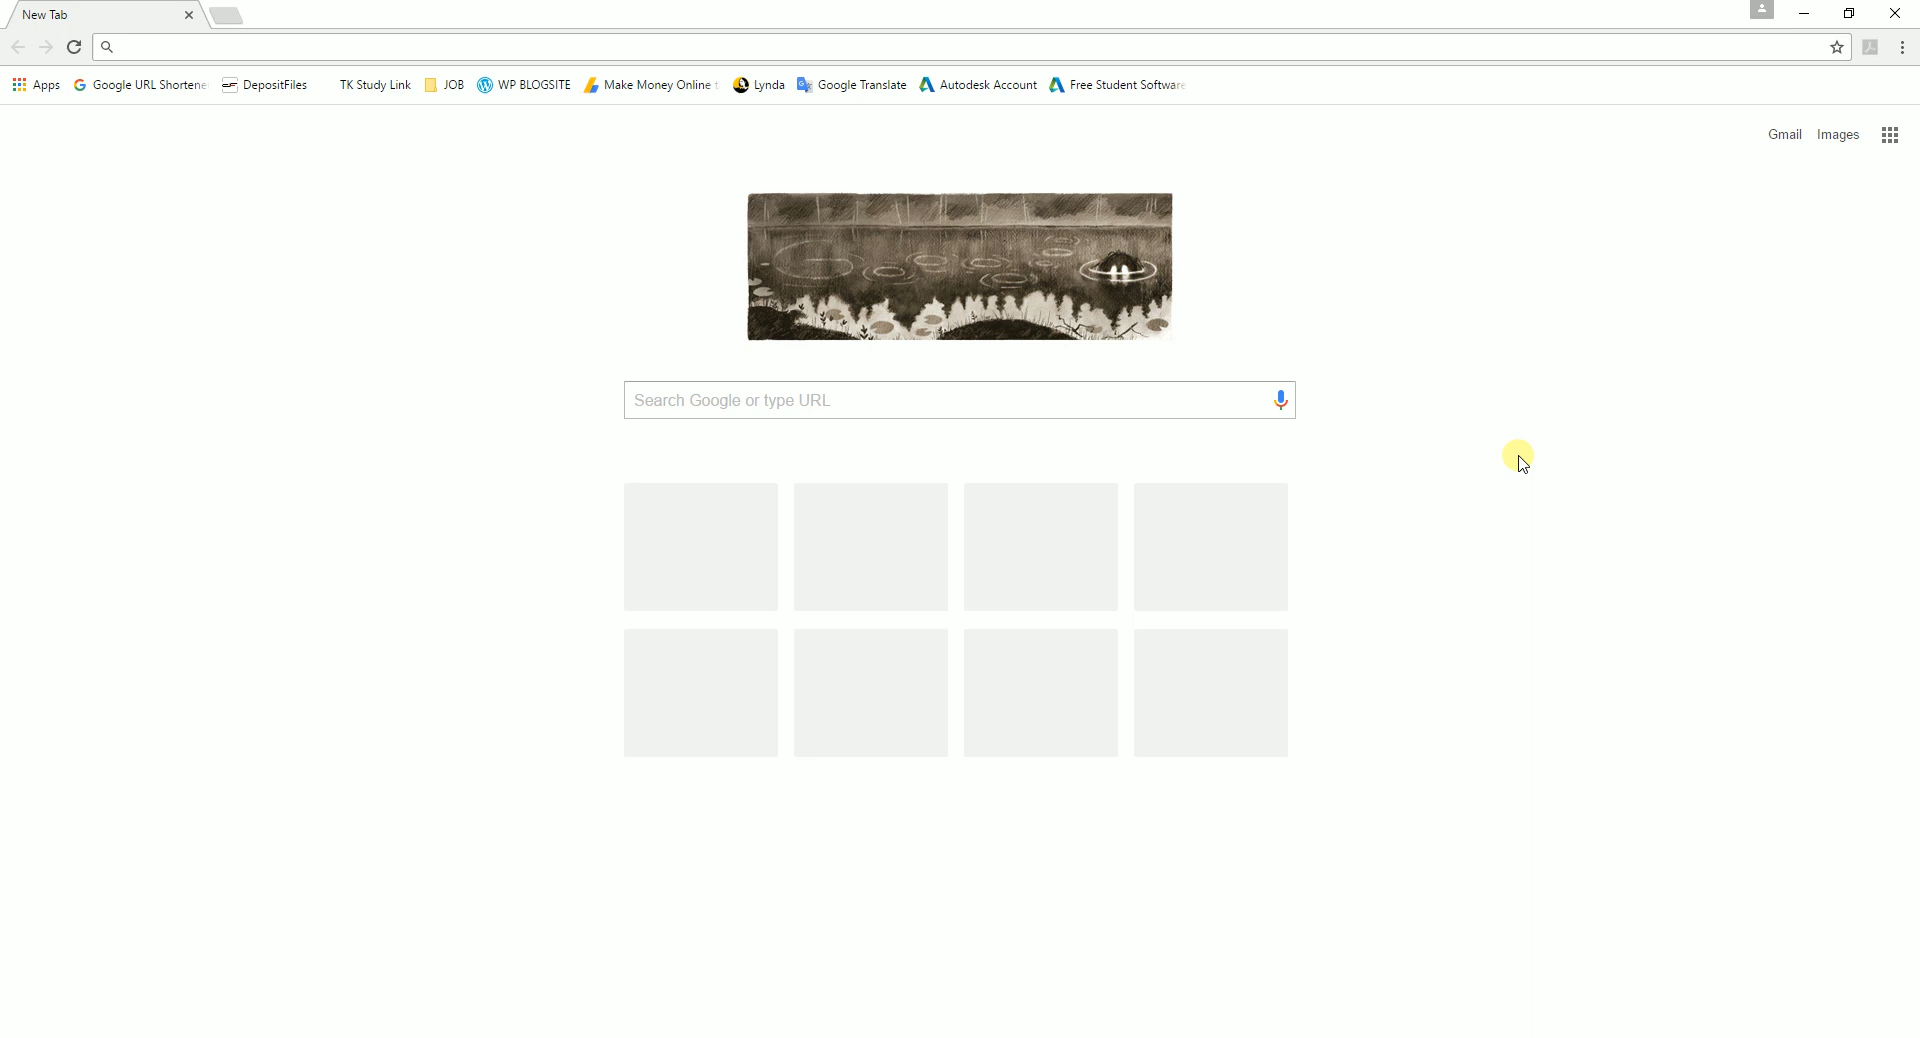 New Tab
Apps Google URL Shortene DepositFiles TK Study Link JOB WP BLOGSITE Make Money Online t Lynda Google Translate Autodesk Account Free Student Software
Gmail Images
Search Google or type URL